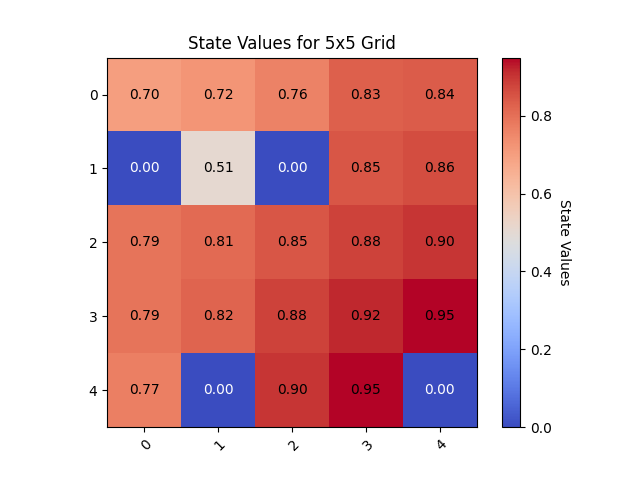 State Values for 5x5 Grid
0 0.70 0.72 0.76 0.83 0.84
1 0.00 0.51 0.00 0.85 0.86
2 0.79 0.81 0.85 0.88 0.90
3 0.79 0.82 0.88 0.92 0.95
4 0.77 0.00 0.90 0.95 0.00
0 1 2 3 4
0.8
0.6
0.4
0.2
0.0
State Values